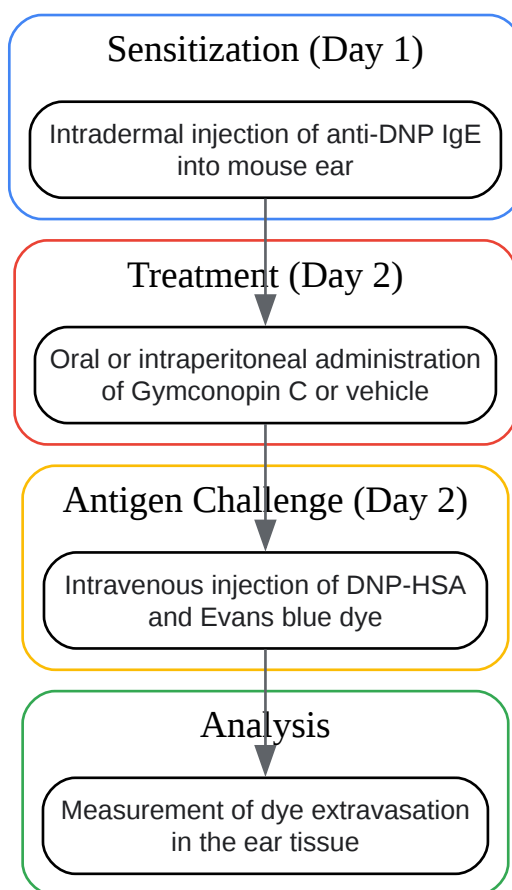 Sensitization (Day 1)
Intradermal injection of anti-DNP IgE
into mouse ear
Treatment (Day 2)
Oral or intraperitoneal administration
of Gymconopin C or vehicle
Antigen Challenge (Day 2)
Intravenous injection of DNP-HSA
and Evans blue dye
Analysis
Measurement of dye extravasation
in the ear tissue